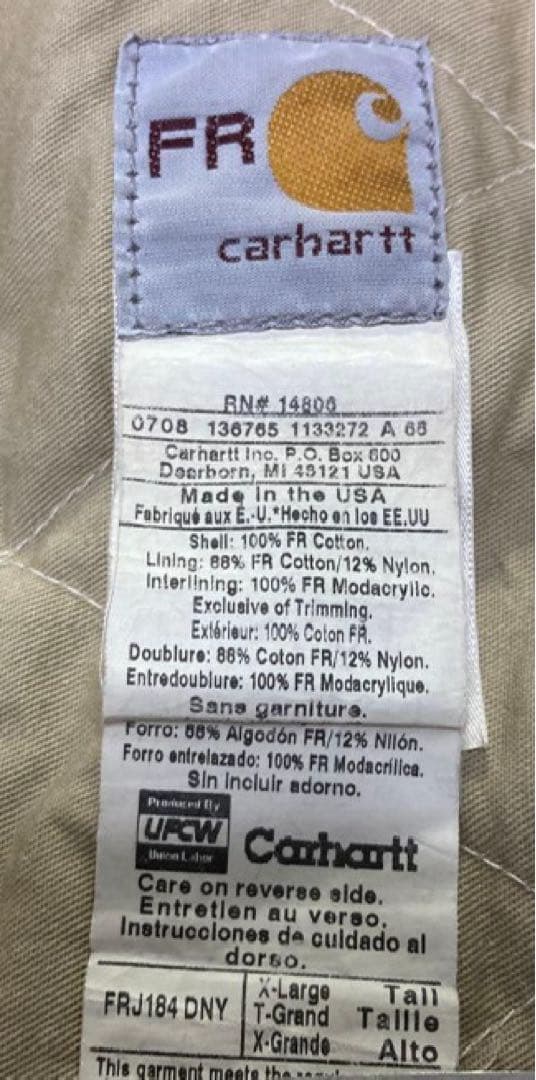 FR
carhartt
RN# 14806
0708 136765 1133272 A 66
Carhartt Inc. P.O. Box 600
Dearborn, MI 48121 USA
Made in the USA
Fabriqué aux É.-U.*Hecho en los EE.UU
Shell: 100% FR Cotton.
Lining: 88% FR Cotton/12% Nylon.
Interlining: 100% FR Modacrylic.
Exclusive of Trimming.
Extérieur: 100% Coton FR.
Doublure: 88% Coton FR/12% Nylon.
Entredoublure: 100% FR Modacrylique.
Sans garniture.
Forro: 88% Algodón FR/12% Nilón.
Forro entrelazado: 100% FR Modacrílica.
Sin incluir adorno.
Produced By
UFCW
Union Labor
Carhartt
Care on reverse side.
Entretien au verso.
Instrucciones de cuidado al
dorso.
FRJ184 DNY
X-Large Tall
T-Grand Taille
X-Grande Alto
This garment meets the